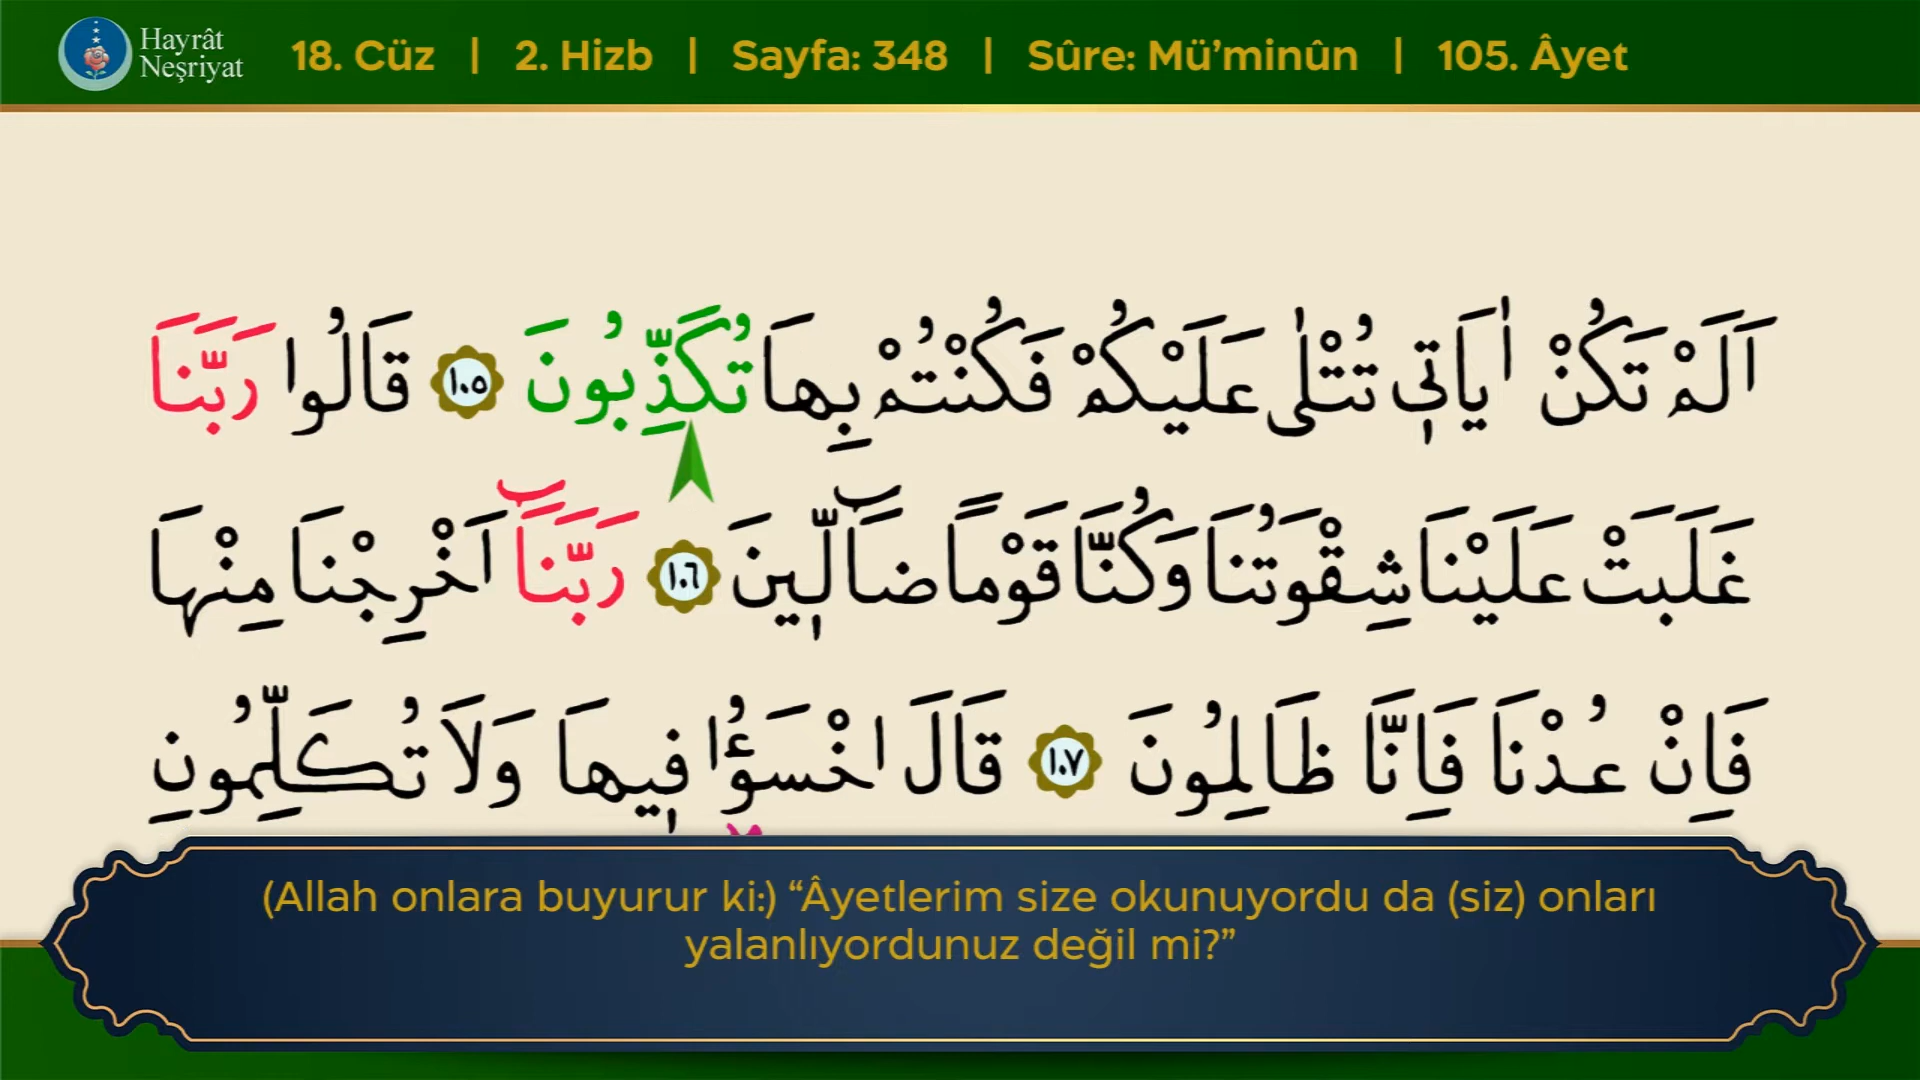 Hayrât
Neşriyat
18. Cüz | 2. Hizb | Sayfa: 348 | Sûre: Mü’minûn | 105. Âyet
اَلَمْ تَكُنْ اٰيَاتٖي تُتْلٰى عَلَيْكُمْ فَكُنْتُمْ بِهَا تُكَذِّبُونَ ١٠٥ قَالُوا رَبَّنَا
غَلَبَتْ عَلَيْنَا شِقْوَتُنَا وَكُنَّا قَوْمًا ضَٓالّٖينَ ١٠٦ رَبَّنَٓا اَخْرِجْنَا مِنْهَا
فَاِنْ عُدْنَا فَاِنَّا ظَالِمُونَ ١٠٧ قَالَ اخْسَؤُ۫ا فٖيهَا وَلَا تُكَلِّمُونِ
(Allah onlara buyurur ki:) “Âyetlerim size okunuyordu da (siz) onları
yalanlıyordunuz değil mi?”